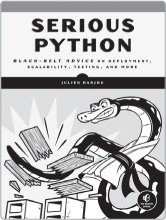 SERIOUS
PYTHON
BLACK-BELT ADVICE ON DEPLOYMENT,
SCALABILITY, TESTING, AND MORE
JULIEN DANJOU